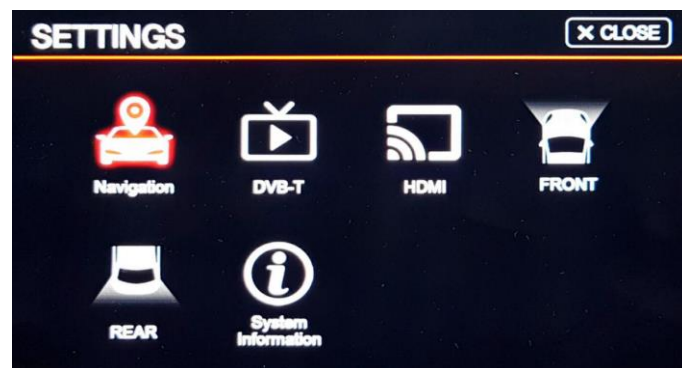 SETTINGS
X CLOSE
Navigation
DVB-T
HDMI
FRONT
REAR
System
Information